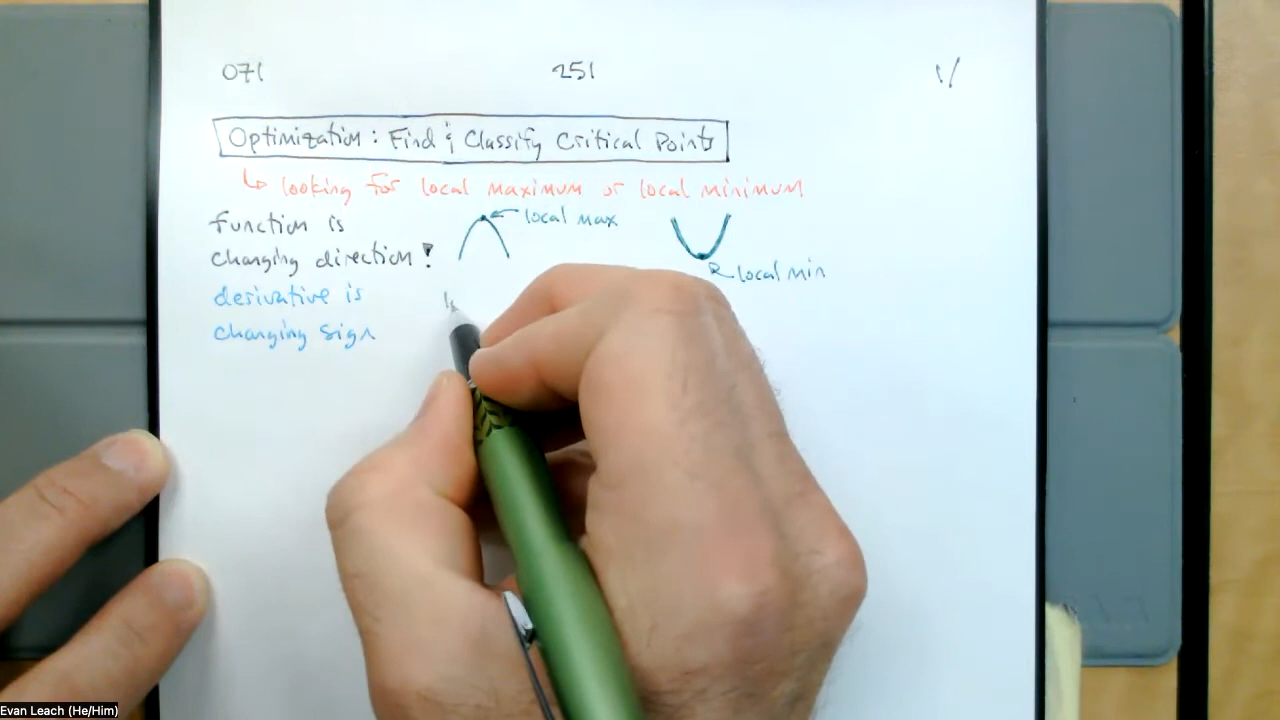 071 251 1/
Optimization: Find & Classify Critical Points
↳ looking for local maximum or local minimum
function is
changing direction!
local max
local min
derivative is
changing sign
Evan Leach (He/Him)